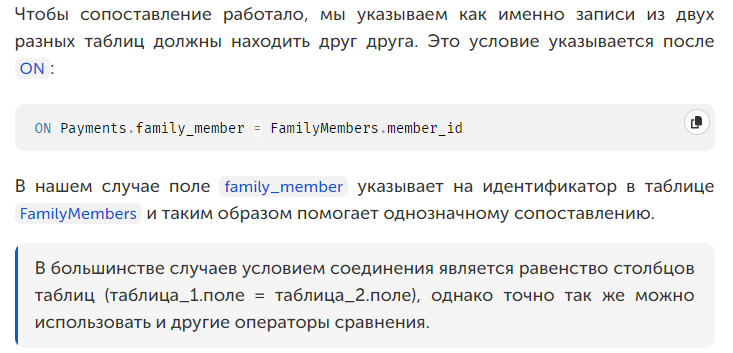 Чтобы сопоставление работало, мы указываем как именно записи из двух
разных таблиц должны находить друг друга. Это условие указывается после
ON :
ON Payments.family_member = FamilyMembers.member_id
В нашем случае поле family_member указывает на идентификатор в таблице
FamilyMembers и таким образом помогает однозначному сопоставлению.
В большинстве случаев условием соединения является равенство столбцов
таблиц (таблица_1.поле = таблица_2.поле), однако точно так же можно
использовать и другие операторы сравнения.